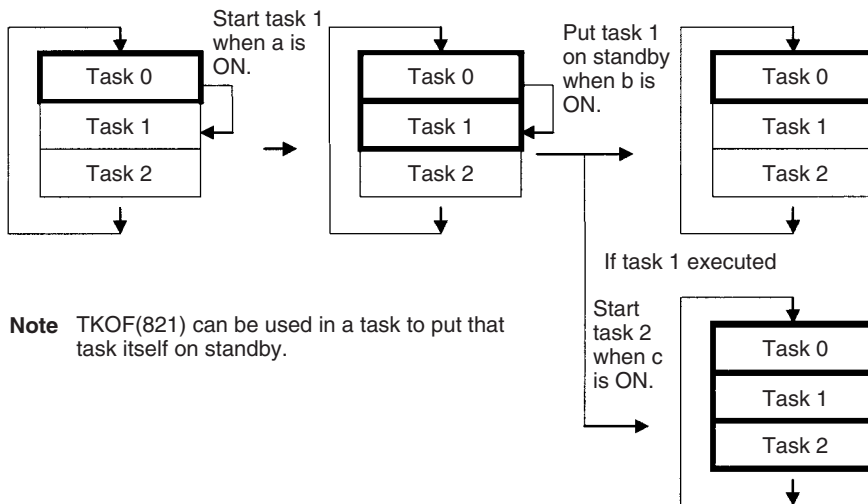 Start task 1
when a is
ON.
Task 0
Task 1
Task 2
Task 0
Task 1
Task 2
Put task 1
on standby
when b is
ON.
Task 0
Task 1
Task 2
If task 1 executed
Note TKOF(821) can be used in a task to put that
task itself on standby.
Start
task 2
when c
is ON.
Task 0
Task 1
Task 2